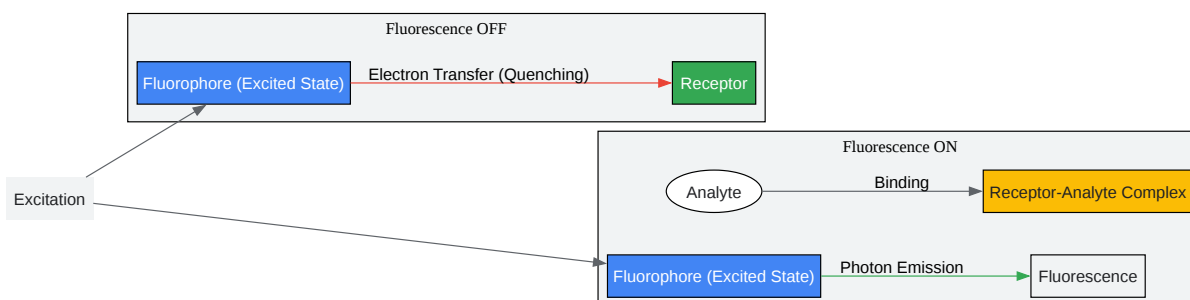 Fluorescence OFF
Fluorophore (Excited State)
Electron Transfer (Quenching)
Receptor
Excitation
Fluorescence ON
Analyte
Binding
Receptor-Analyte Complex
Fluorophore (Excited State)
Photon Emission
Fluorescence